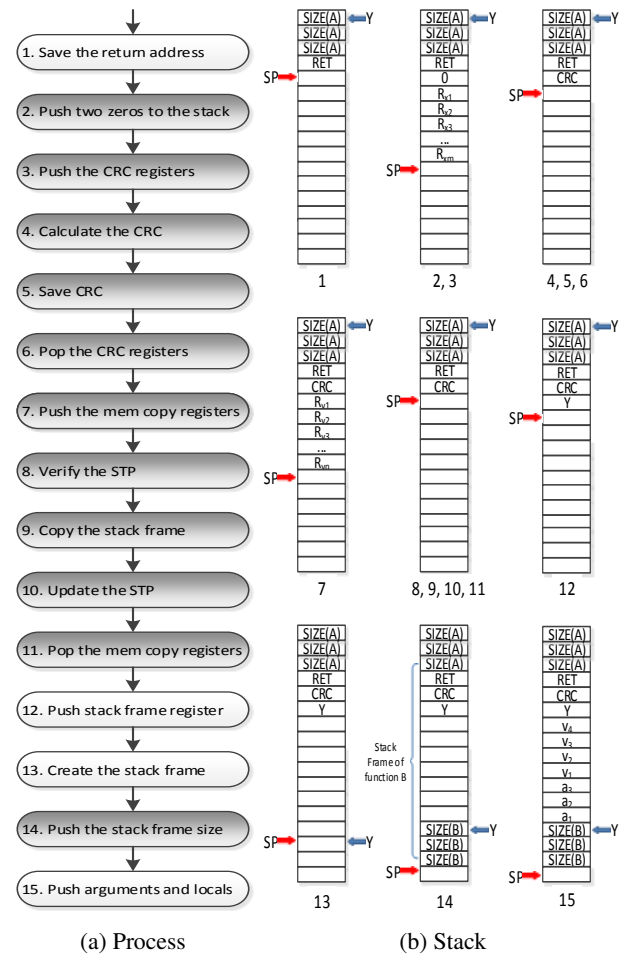 1. Save the return address
2. Push two zeros to the stack
3. Push the CRC registers
4. Calculate the CRC
5. Save CRC
6. Pop the CRC registers
7. Push the mem copy registers
8. Verify the STP
9. Copy the stack frame
10. Update the STP
11. Pop the mem copy registers
12. Push stack frame register
13. Create the stack frame
14. Push the stack frame size
15. Push arguments and locals
(a) Process
SIZE(A)
Y
SIZE(A)
SIZE(A)
RET
SP
1
SIZE(A)
Y
SIZE(A)
SIZE(A)
RET
0
Rx1
Rx2
Rx3
...
Rxm
SP
2, 3
SIZE(A)
Y
SIZE(A)
SIZE(A)
RET
CRC
SP
4, 5, 6
SIZE(A)
Y
SIZE(A)
SIZE(A)
RET
CRC
Ry1
Ry2
Ry3
...
Ryn
SP
7
SIZE(A)
Y
SIZE(A)
SIZE(A)
RET
CRC
SP
8, 9, 10, 11
SIZE(A)
Y
SIZE(A)
SIZE(A)
RET
CRC
Y
SP
12
SIZE(A)
SIZE(A)
SIZE(A)
RET
CRC
Y
SP
Y
13
SIZE(A)
SIZE(A)
SIZE(A)
RET
CRC
Y
Stack
Frame of
function B
SIZE(B)
Y
SIZE(B)
SIZE(B)
SP
14
SIZE(A)
SIZE(A)
SIZE(A)
RET
CRC
Y
v4
v3
v2
v1
a3
a2
a1
SIZE(B)
Y
SIZE(B)
SIZE(B)
SP
15
(b) Stack